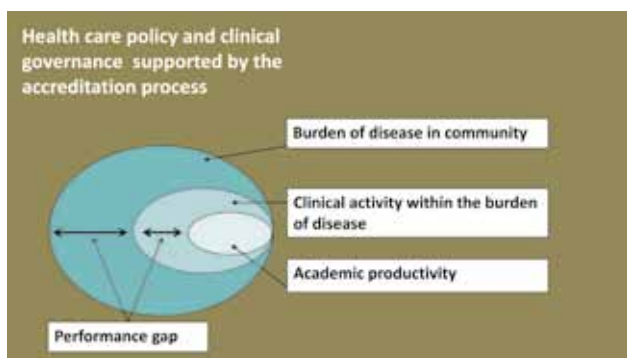 Health care policy and clinical
governance supported by the
accreditation process
Burden of disease in community
Clinical activity within the burden
of disease
Academic productivity
Performance gap